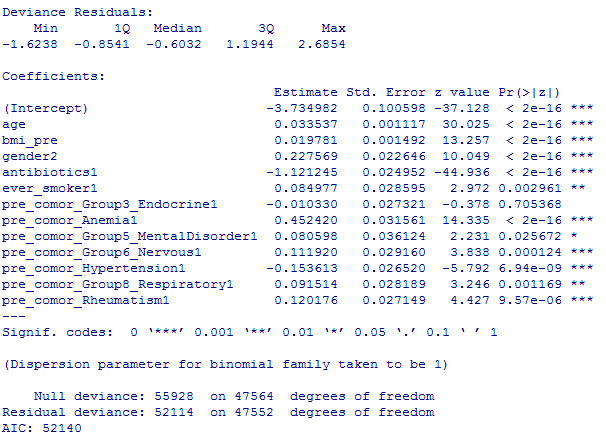 Deviance Residuals:
Min 1Q Median 3Q Max
-1.6238 -0.8541 -0.6032 1.1944 2.6854
Coefficients:
Estimate Std. Error z value Pr(>|z|)
(Intercept) -3.734982 0.100598 -37.128 < 2e-16 ***
age 0.033537 0.001117 30.025 < 2e-16 ***
bmi_pre 0.019781 0.001492 13.257 < 2e-16 ***
gender2 0.227569 0.022646 10.049 < 2e-16 ***
antibiotics1 -1.121245 0.024952 -44.936 < 2e-16 ***
ever_smoker1 0.084977 0.028595 2.972 0.002961 **
pre_comor_Group3_Endocrine1 -0.010330 0.027321 -0.378 0.705368
pre_comor_Anemia1 0.452420 0.031561 14.335 < 2e-16 ***
pre_comor_Group5_MentalDisorder1 0.080598 0.036124 2.231 0.025672 *
pre_comor_Group6_Nervous1 0.111920 0.029160 3.838 0.000124 ***
pre_comor_Hypertension1 -0.153613 0.026520 -5.792 6.94e-09 ***
pre_comor_Group8_Respiratory1 0.091514 0.028189 3.246 0.001169 **
pre_comor_Rheumatism1 0.120176 0.027149 4.427 9.57e-06 ***
---
Signif. codes: 0 ‘***’ 0.001 ‘**’ 0.01 ‘*’ 0.05 ‘.’ 0.1 ‘ ’ 1
(Dispersion parameter for binomial family taken to be 1)
Null deviance: 55928 on 47564 degrees of freedom
Residual deviance: 52114 on 47552 degrees of freedom
AIC: 52140